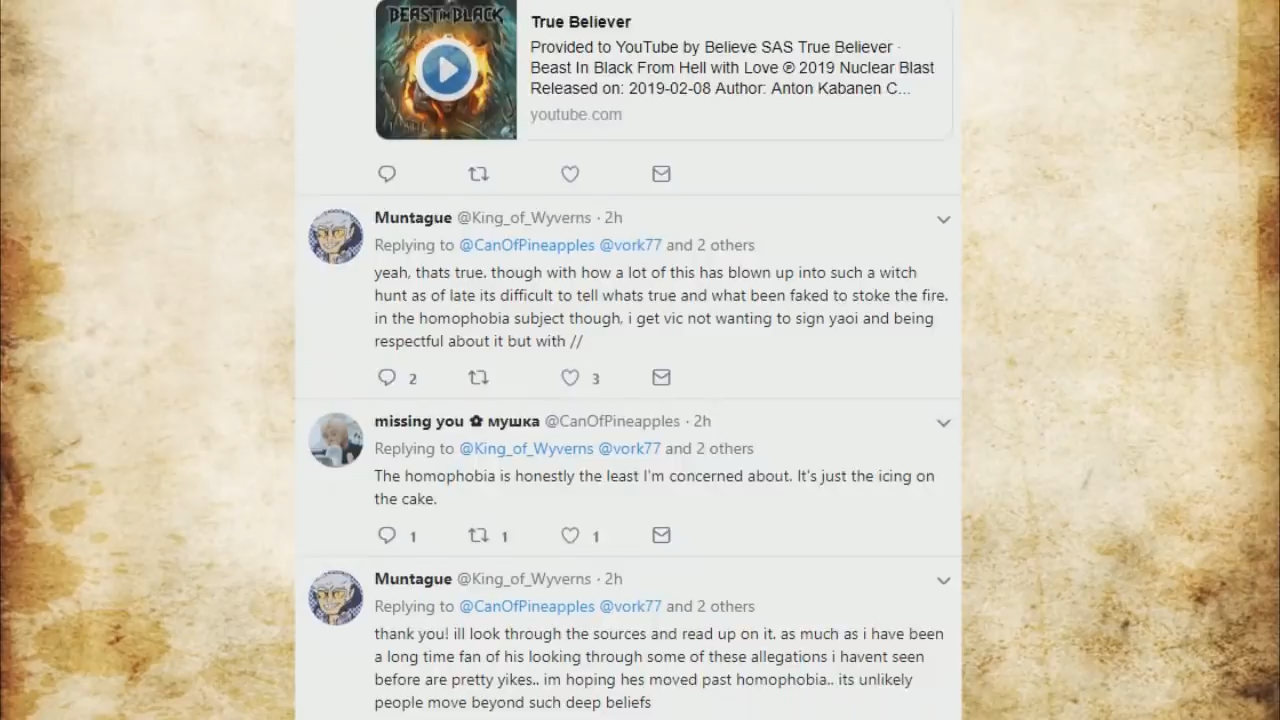 BEAST IN BLACK
True Believer
Provided to YouTube by Believe SAS True Believer ·
Beast In Black From Hell with Love ℗ 2019 Nuclear Blast
Released on: 2019-02-08 Author: Anton Kabanen C...
youtube.com
Muntague @King_of_Wyverns · 2h
Replying to @CanOfPineapples @vork77 and 2 others
yeah, thats true. though with how a lot of this has blown up into such a witch
hunt as of late its difficult to tell whats true and what been faked to stoke the fire.
in the homophobia subject though, i get vic not wanting to sign yaoi and being
respectful about it but with //
2 3
missing you ✿ мушка @CanOfPineapples · 2h
Replying to @King_of_Wyverns @vork77 and 2 others
The homophobia is honestly the least I'm concerned about. It's just the icing on
the cake.
1 1 1
Muntague @King_of_Wyverns · 2h
Replying to @CanOfPineapples @vork77 and 2 others
thank you! ill look through the sources and read up on it. as much as i have been
a long time fan of his looking through some of these allegations i havent seen
before are pretty yikes.. im hoping hes moved past homophobia.. its unlikely
people move beyond such deep beliefs